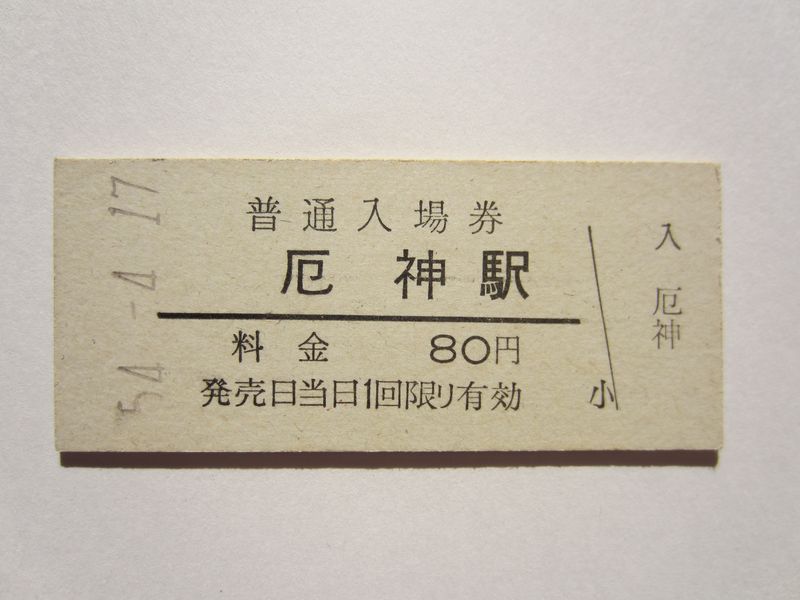 54 -4 17
普通入場券
厄神駅
料金 80円
発売日当日1回限り有効
小
入
厄神